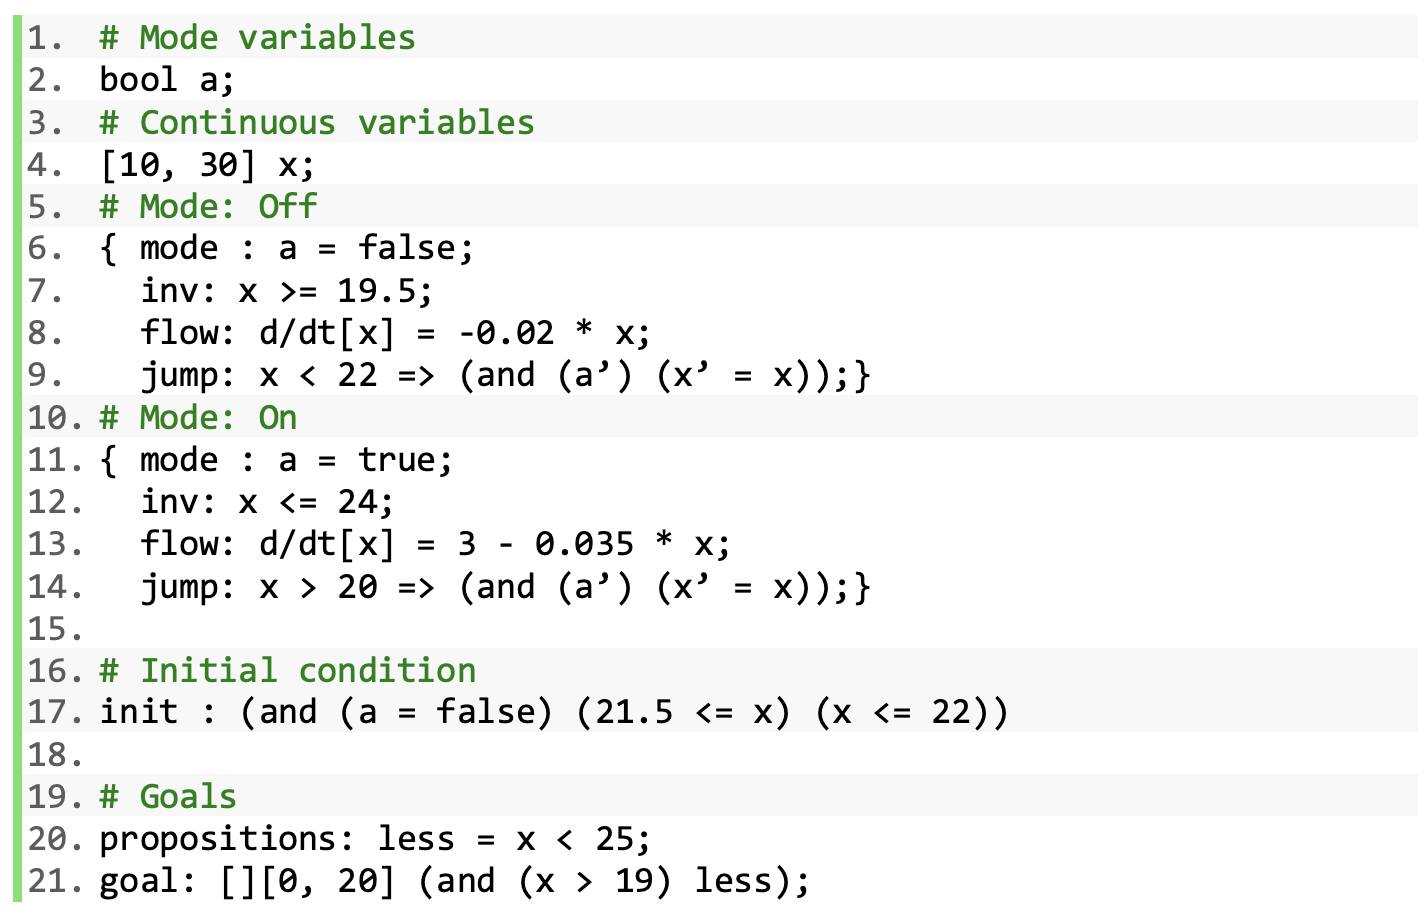 1. # Mode variables
2. bool a;
3. # Continuous variables
4. [10, 30] x;
5. # Mode: Off
6. { mode : a = false;
7.   inv: x >= 19.5;
8.   flow: d/dt[x] = -0.02 * x;
9.   jump: x < 22 => (and (a’) (x’ = x));}
10. # Mode: On
11. { mode : a = true;
12.   inv: x <= 24;
13.   flow: d/dt[x] = 3 - 0.035 * x;
14.   jump: x > 20 => (and (a’) (x’ = x));}
15.
16. # Initial condition
17. init : (and (a = false) (21.5 <= x) (x <= 22))
18.
19. # Goals
20. propositions: less = x < 25;
21. goal: [][0, 20] (and (x > 19) less);